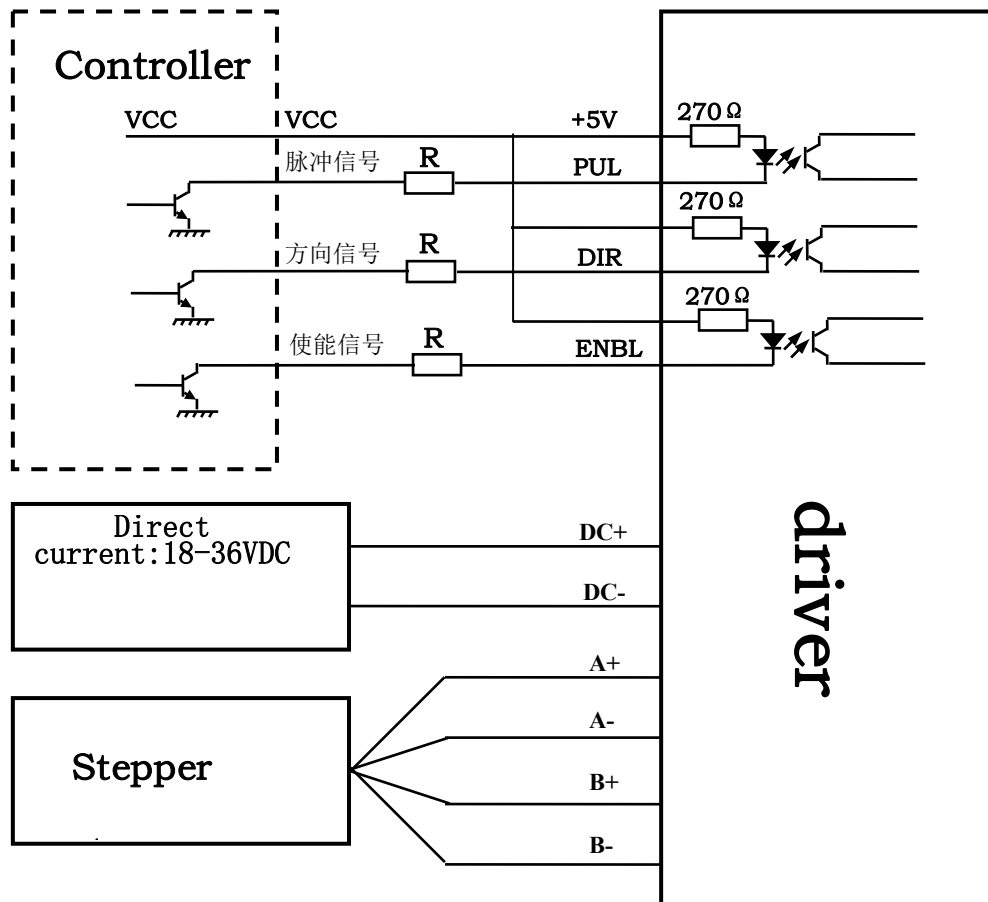 Controller
VCC VCC +5V 270Ω
脉冲信号 R PUL
270Ω
方向信号 R DIR
270Ω
使能信号 R ENBL
Direct
current:18-36VDC
DC+
DC-
driver
A+
A-
Stepper
B+
B-